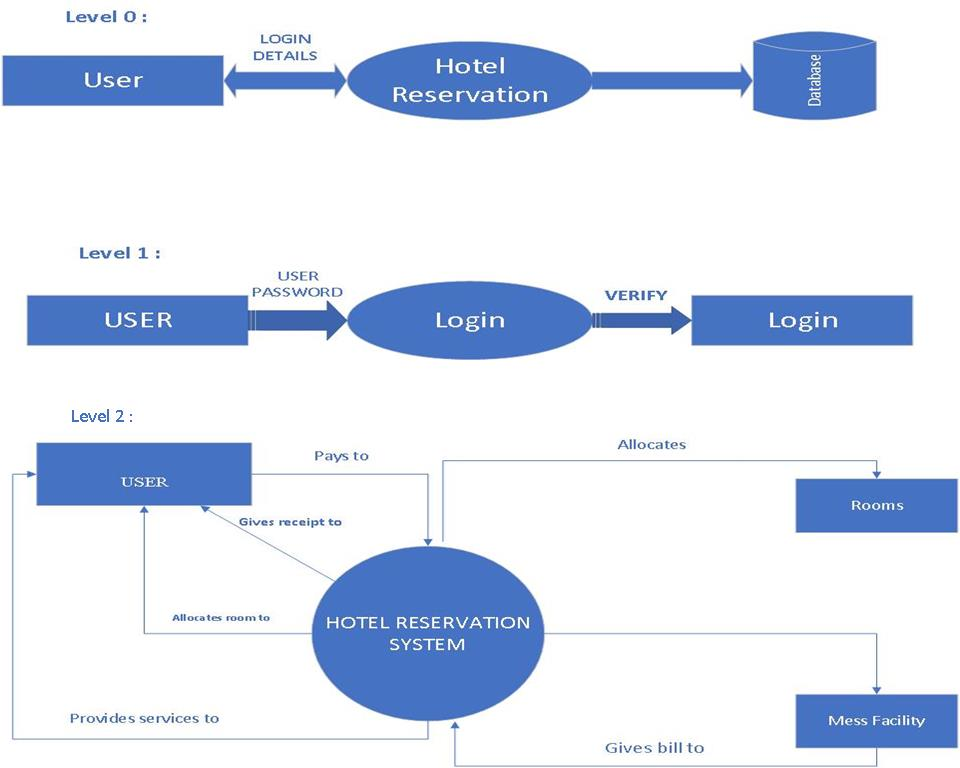 Level 0 :
LOGIN
DETAILS
User
Hotel
Reservation
Database
Level 1 :
USER
PASSWORD
VERIFY
USER
Login
Login
Level 2 :
Allocates
Pays to
USER
Rooms
Gives receipt to
Allocates room to
HOTEL RESERVATION
SYSTEM
Provides services to
Mess Facility
Gives bill to